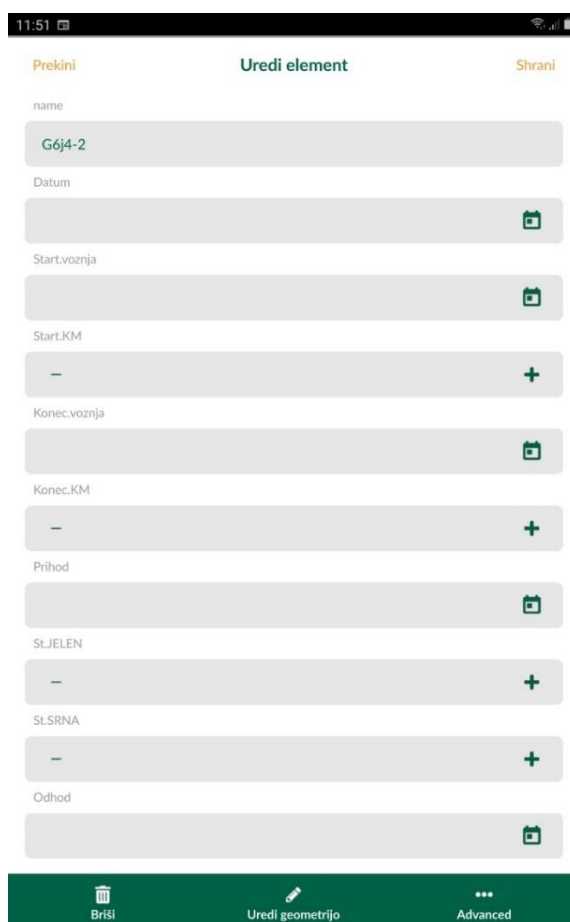 11:51
Prekini Uredi element Shrani
name
G6j4-2
Datum
Start.voznja
Start.KM
Konec.voznja
Konec.KM
Prihod
St.JELEN
St.SRNA
Odhod
Briši Uredi geometrijo Advanced